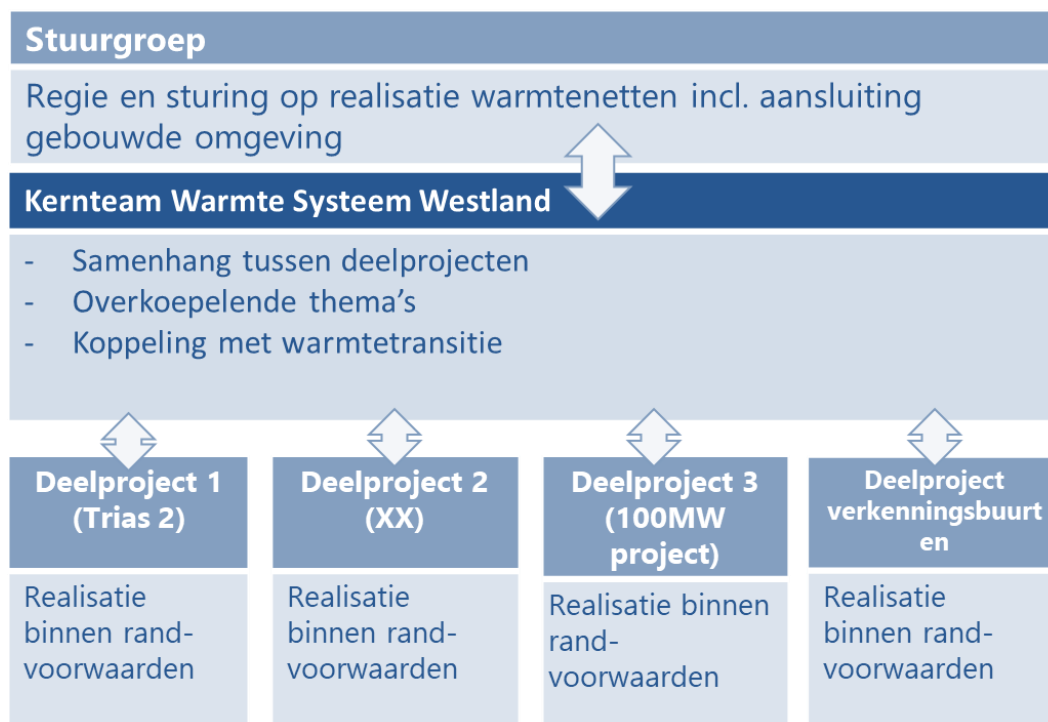 Stuurgroep
Regie en sturing op realisatie warmtenetten incl. aansluiting
gebouwde omgeving
Kernteam Warmte Systeem Westland
- Samenhang tussen deelprojecten
- Overkoepelende thema's
- Koppeling met warmtetransitie
Deelproject 1
(Trias 2)
Realisatie
binnen rand-
voorwaarden
Deelproject 2
(XX)
Realisatie
binnen rand-
voorwaarden
Deelproject 3
(100MW
project)
Realisatie binnen
rand-
voorwaarden
Deelproject
verkenningsbuurt
en
Realisatie
binnen rand-
voorwaarden